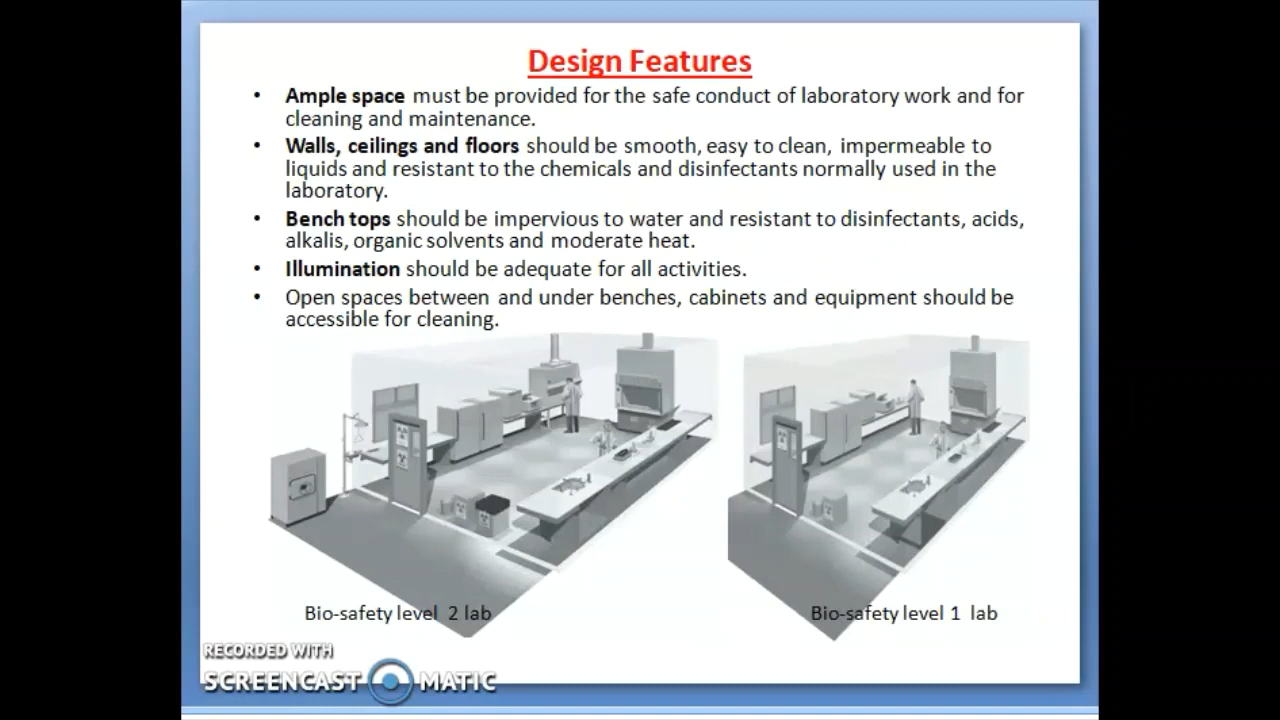 Design Features
• Ample space must be provided for the safe conduct of laboratory work and for
cleaning and maintenance.
• Walls, ceilings and floors should be smooth, easy to clean, impermeable to
liquids and resistant to the chemicals and disinfectants normally used in the
laboratory.
• Bench tops should be impervious to water and resistant to disinfectants, acids,
alkalis, organic solvents and moderate heat.
• Illumination should be adequate for all activities.
• Open spaces between and under benches, cabinets and equipment should be
accessible for cleaning.
Bio-safety level 2 lab
Bio-safety level 1 lab
RECORDED WITH
SCREENCAST MATIC